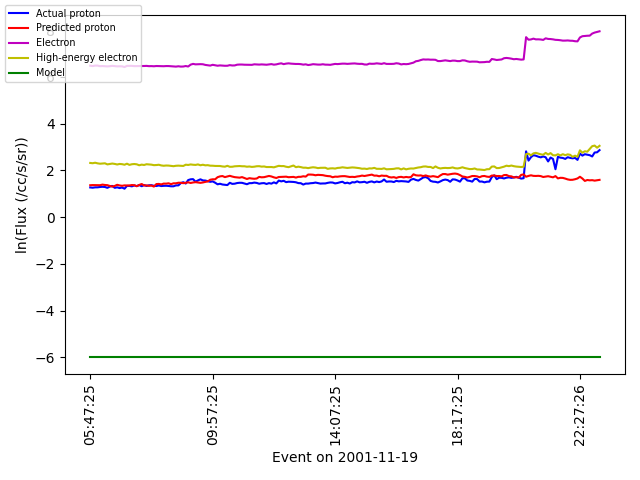 Actual proton
Predicted proton
Electron
High-energy electron
Model
8
6
4
2
0
−2
−4
−6
ln(Flux (/cc/s/sr))
05:47:25
09:57:25
14:07:25
18:17:25
22:27:26
Event on 2001-11-19